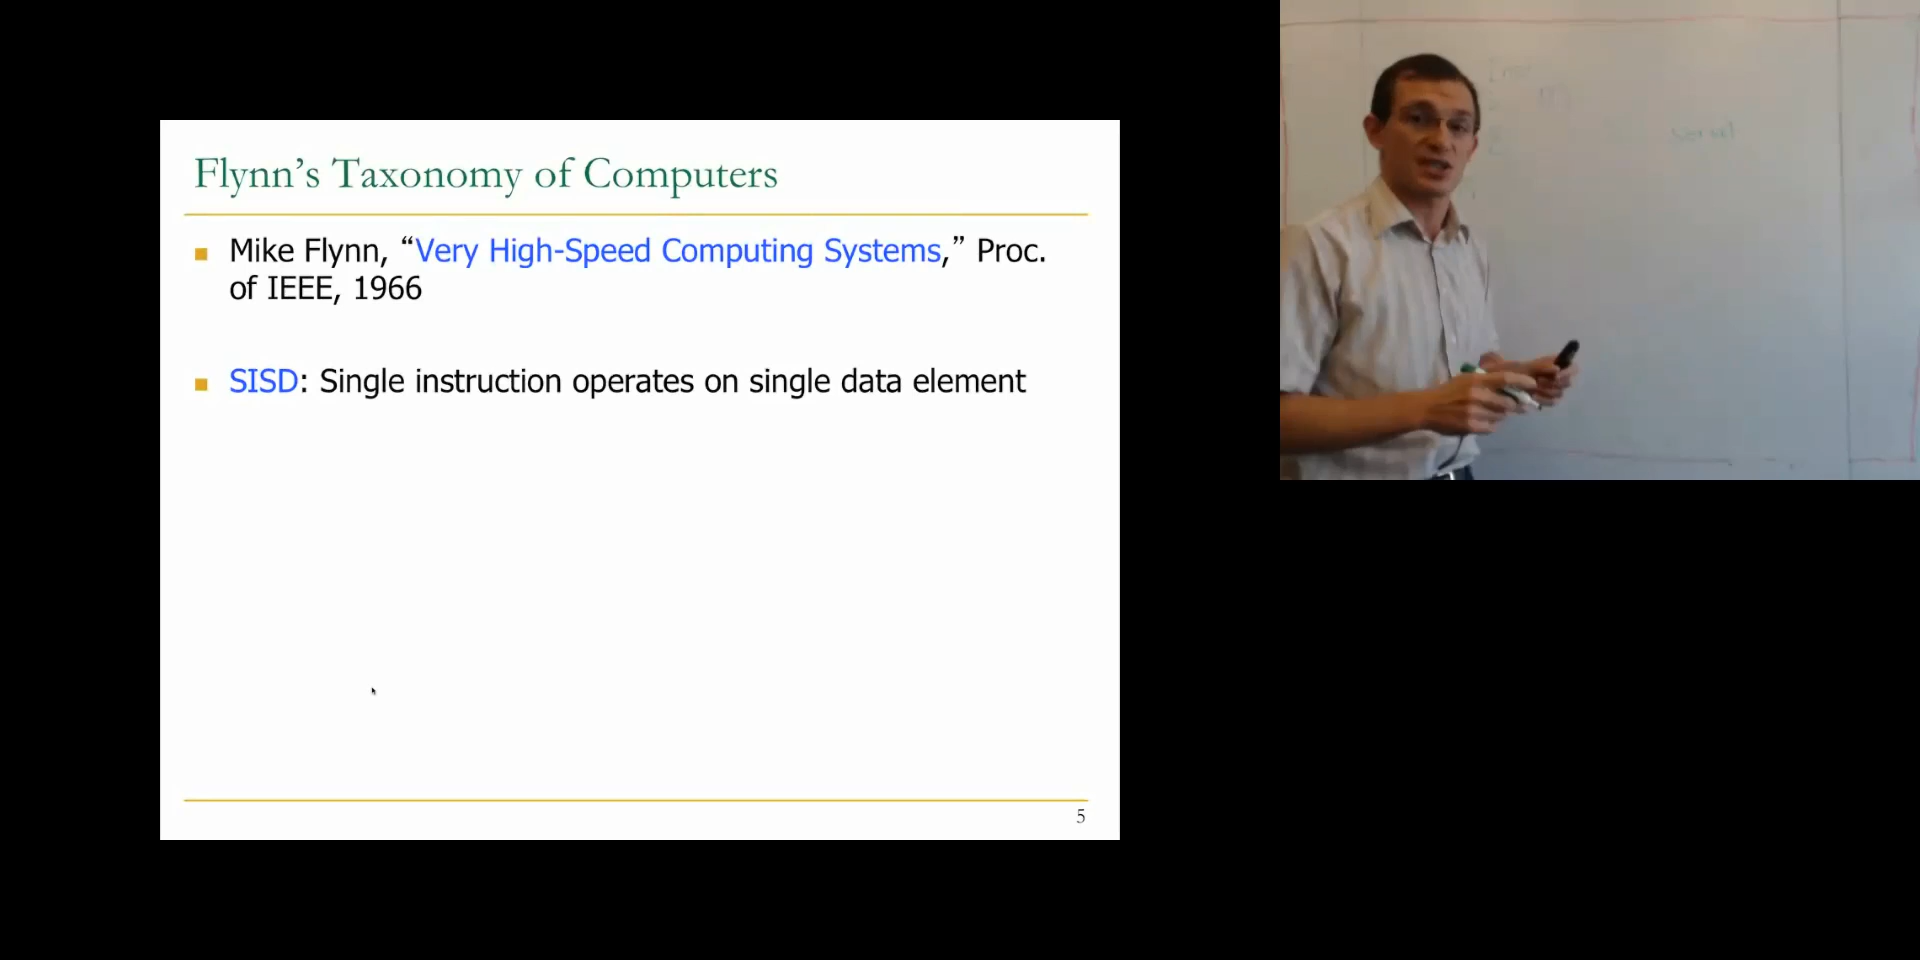 Flynn’s Taxonomy of Computers
Mike Flynn, “Very High-Speed Computing Systems,” Proc.
of IEEE, 1966
SISD: Single instruction operates on single data element
5